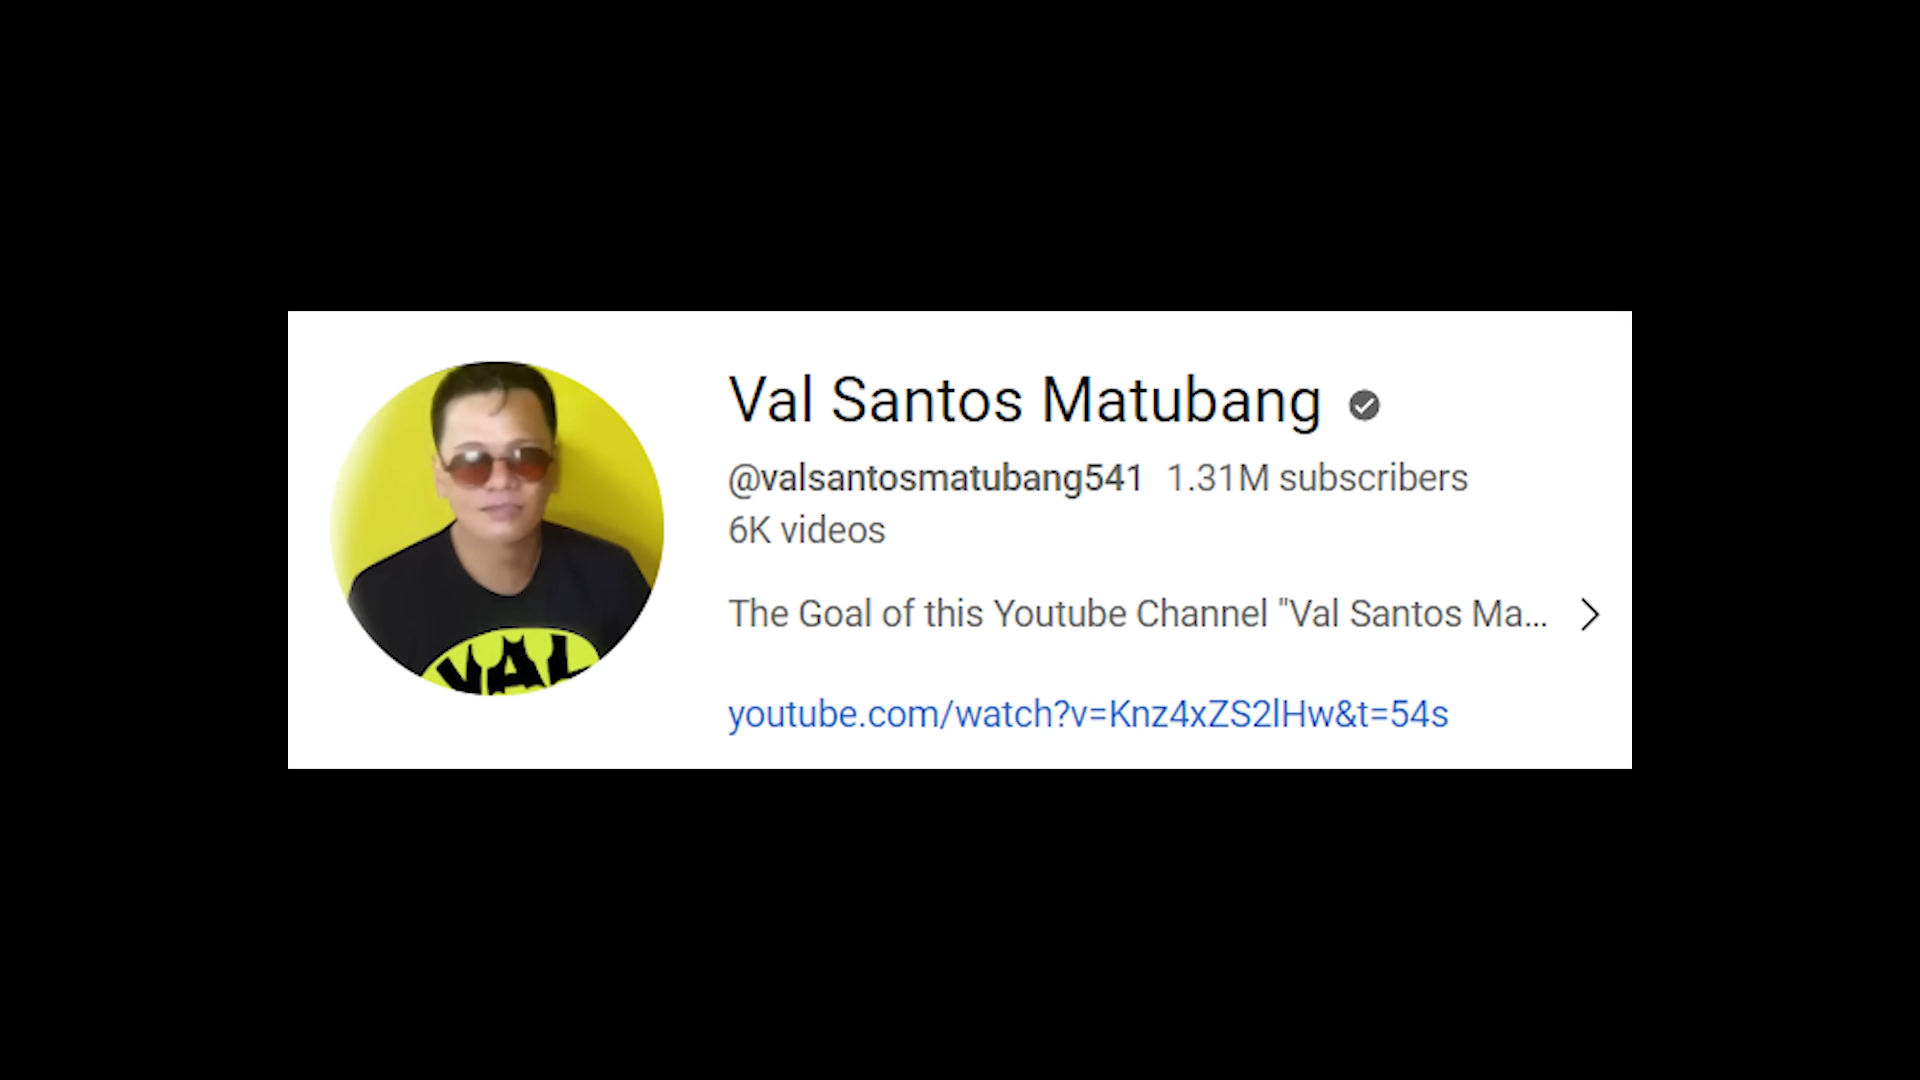 Val Santos Matubang
@valsantosmatubang541 1.31M subscribers
6K videos
The Goal of this Youtube Channel "Val Santos Ma...
youtube.com/watch?v=Knz4xZS2lHw&t=54s
VAL